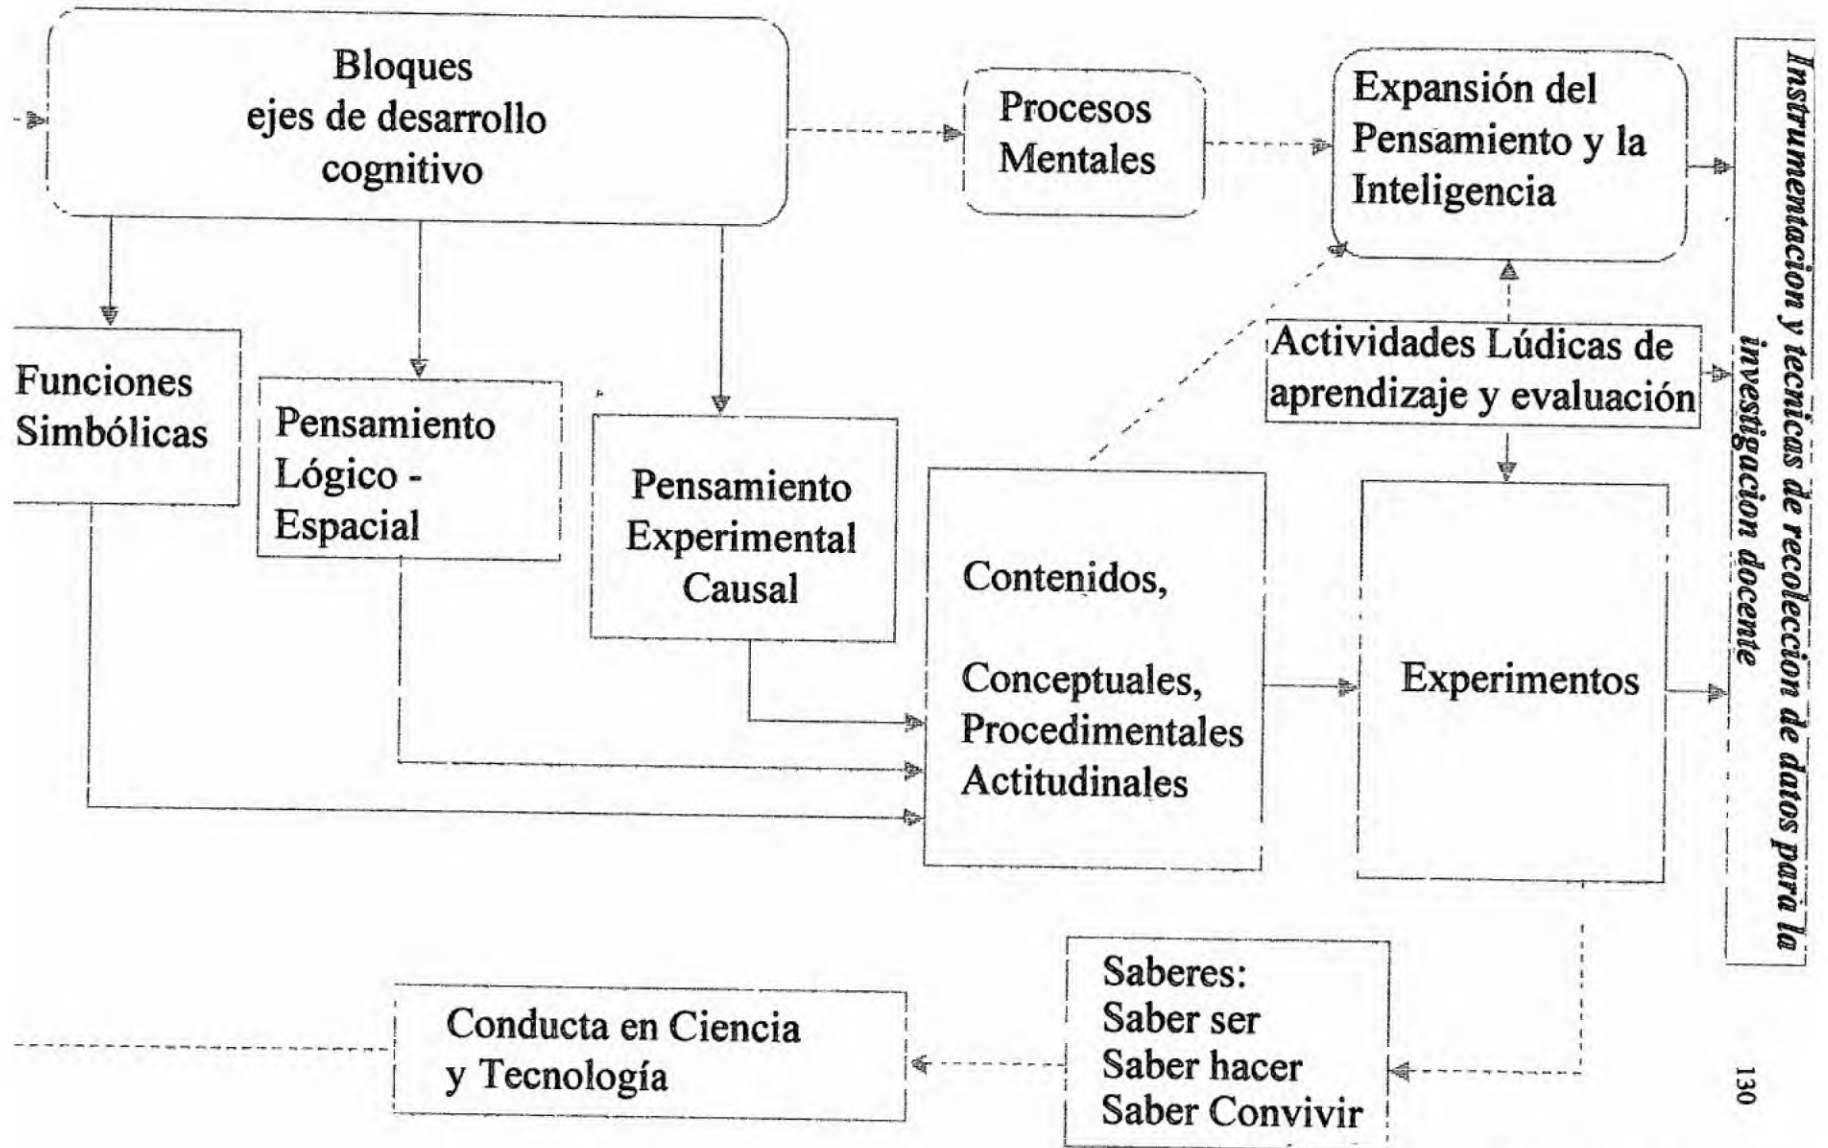 Bloques
ejes de desarrollo
cognitivo
Procesos
Mentales
Expansión del
Pensamiento y la
Inteligencia
Funciones
Simbólicas
Pensamiento
Lógico -
Espacial
Pensamiento
Experimental
Causal
Actividades Lúdicas de
aprendizaje y evaluación
Contenidos,
Conceptuales,
Procedimentales
Actitudinales
Experimentos
Instrumentacion y tecnicas de recoleccion de datos para la
investigacion docente
Saberes:
Saber ser
Saber hacer
Saber Convivir
Conducta en Ciencia
y Tecnología
130